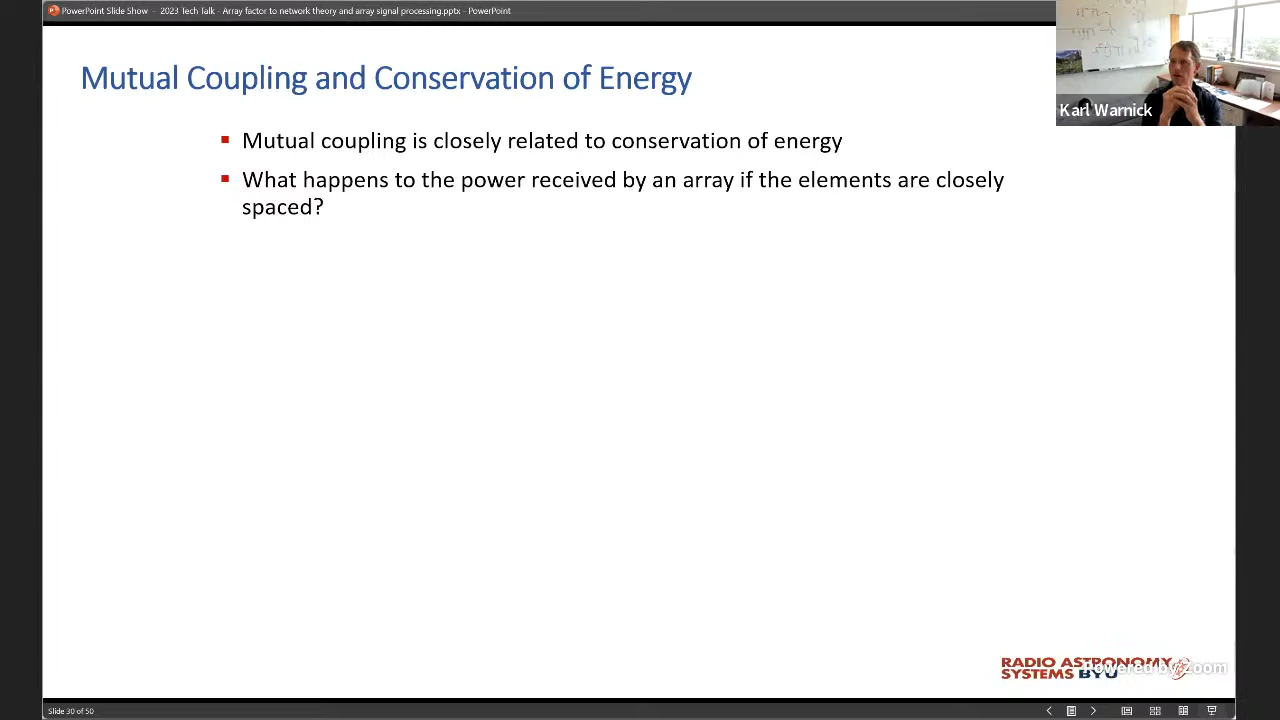 PowerPoint Slide Show - 2023 Tech Talk - Array factor to network theory and array signal processing.pptx - PowerPoint
Karl Warnick
Mutual Coupling and Conservation of Energy
Mutual coupling is closely related to conservation of energy
What happens to the power received by an array if the elements are closely
spaced?
RADIO ASTRONOMY
SYSTEMS BYU
Powered by Zoom
Slide 30 of 50